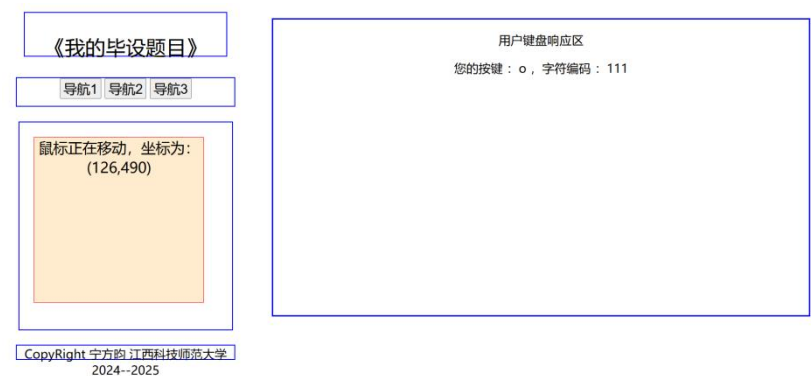 《我的毕设题目》
导航1 导航2 导航3
鼠标正在移动，坐标为：
(126,490)
CopyRight 宁方昀 江西科技师范大学
2024--2025
用户键盘响应区
您的按键 ：o ，字符编码 ：111